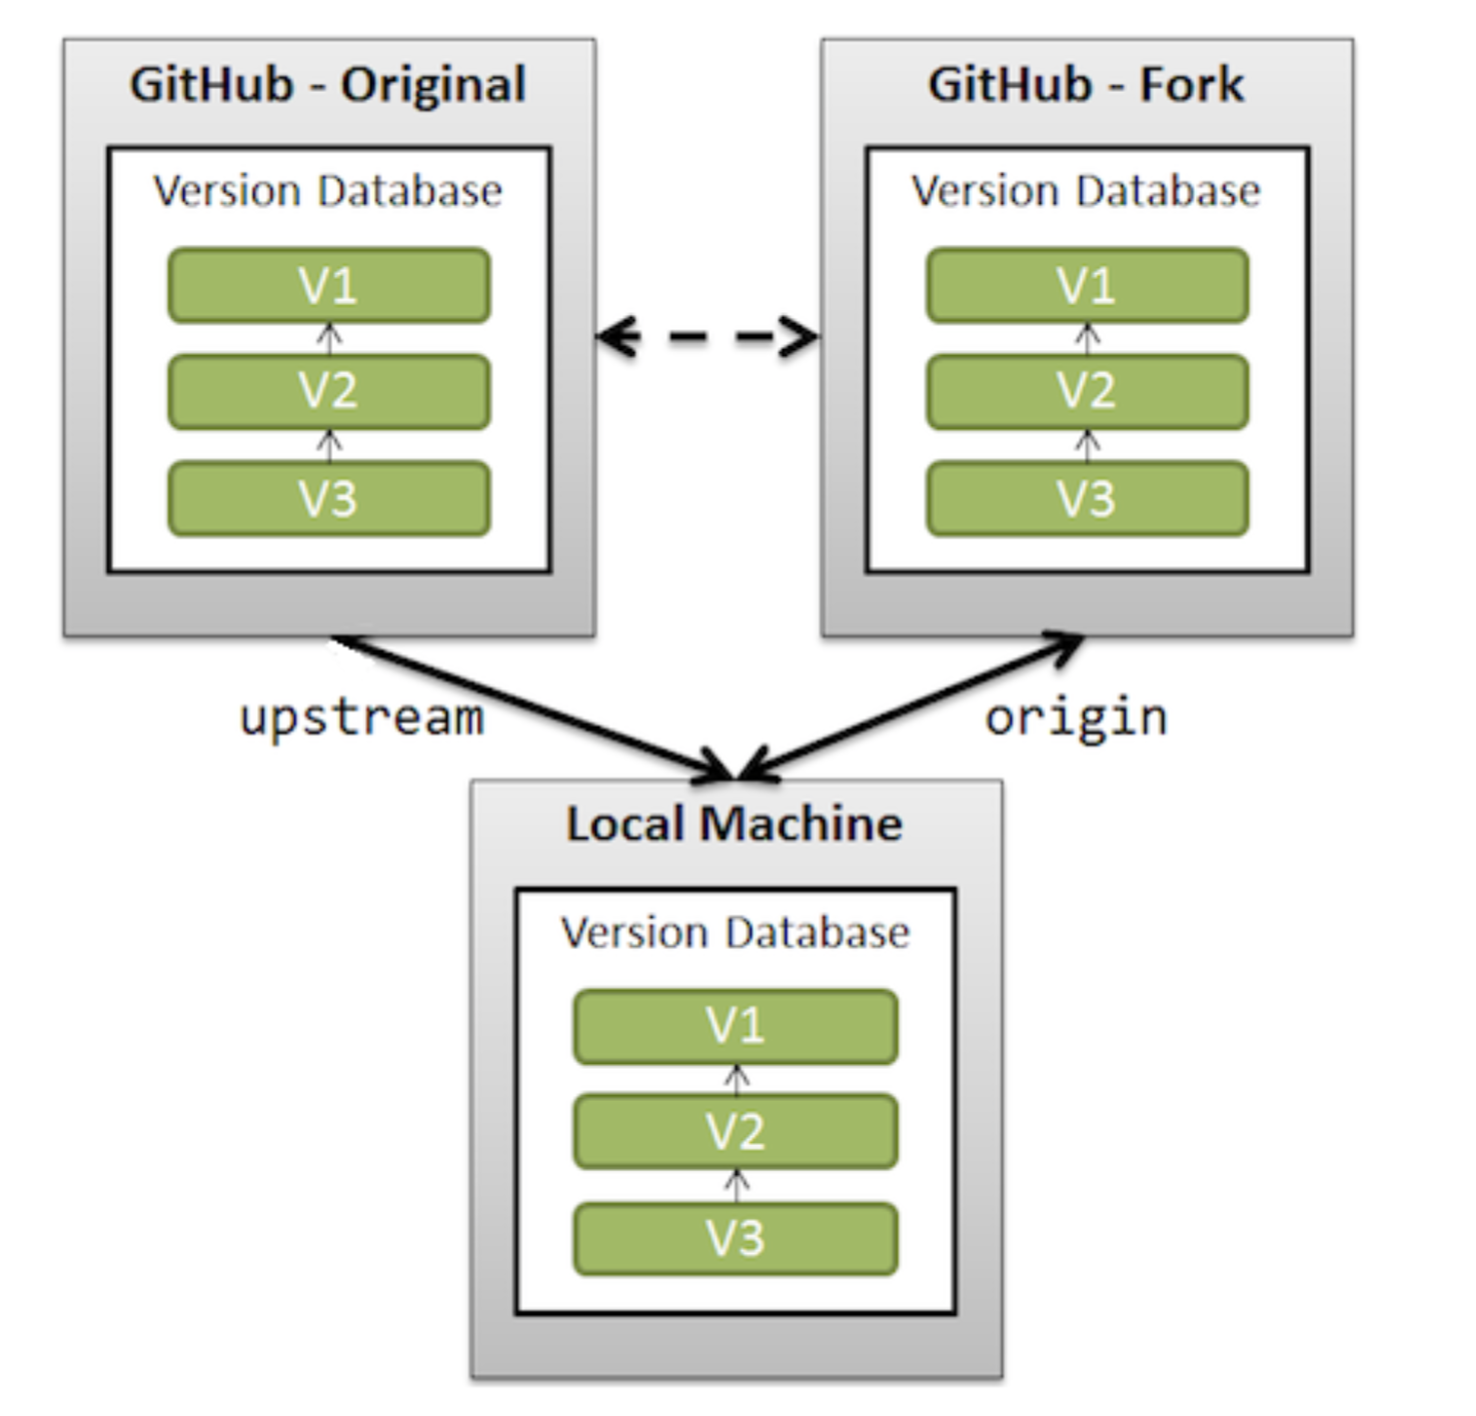 GitHub - Original
Version Database
V1
V2
V3
GitHub - Fork
Version Database
V1
V2
V3
upstream
origin
Local Machine
Version Database
V1
V2
V3